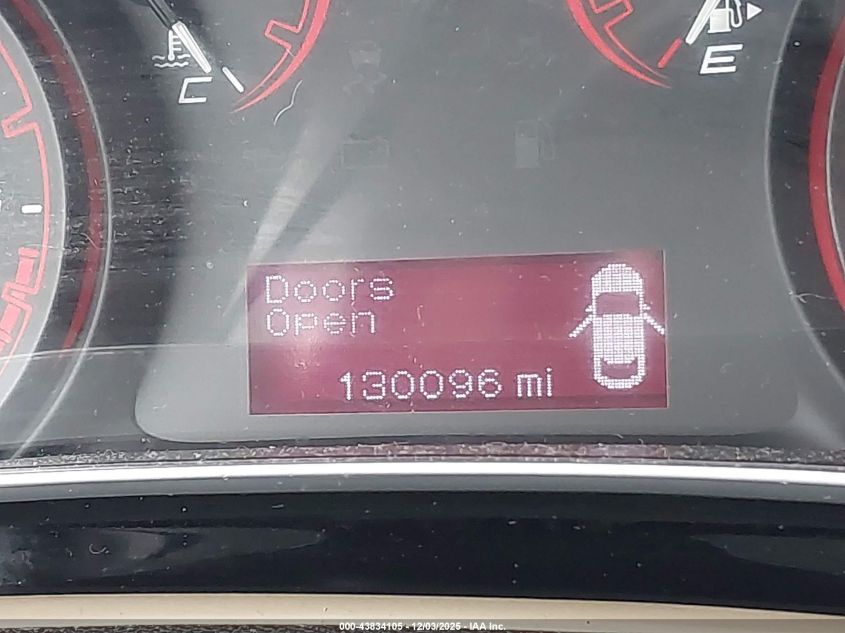 C
E
Doors
Open
130096 mi
000-43834105 - 12/03/2025 - IAA Inc.